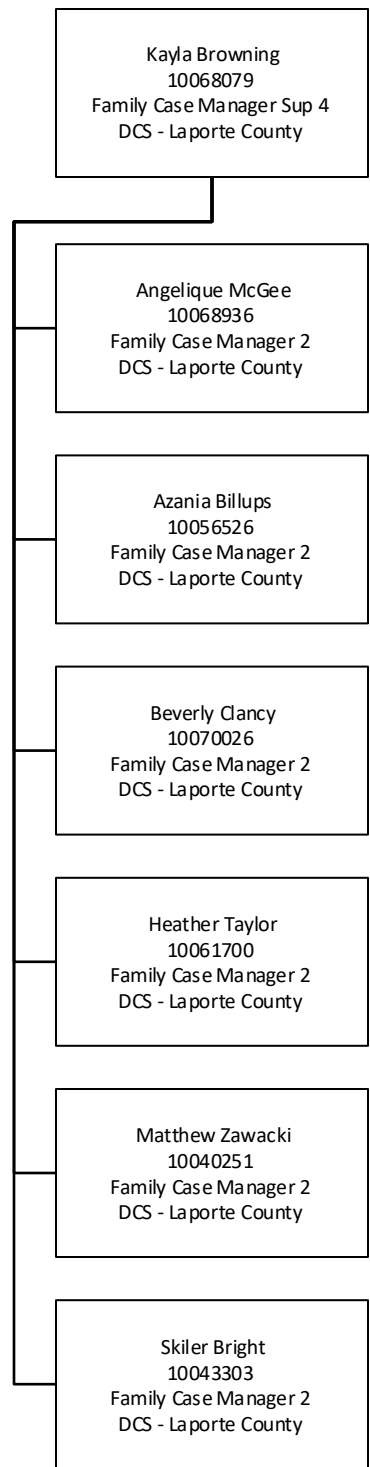 Kayla Browning
10068079
Family Case Manager Sup 4
DCS - Laporte County
Angelique McGee
10068936
Family Case Manager 2
DCS - Laporte County
Azania Billups
10056526
Family Case Manager 2
DCS - Laporte County
Beverly Clancy
10070026
Family Case Manager 2
DCS - Laporte County
Heather Taylor
10061700
Family Case Manager 2
DCS - Laporte County
Matthew Zawacki
10040251
Family Case Manager 2
DCS - Laporte County
Skiler Bright
10043303
Family Case Manager 2
DCS - Laporte County